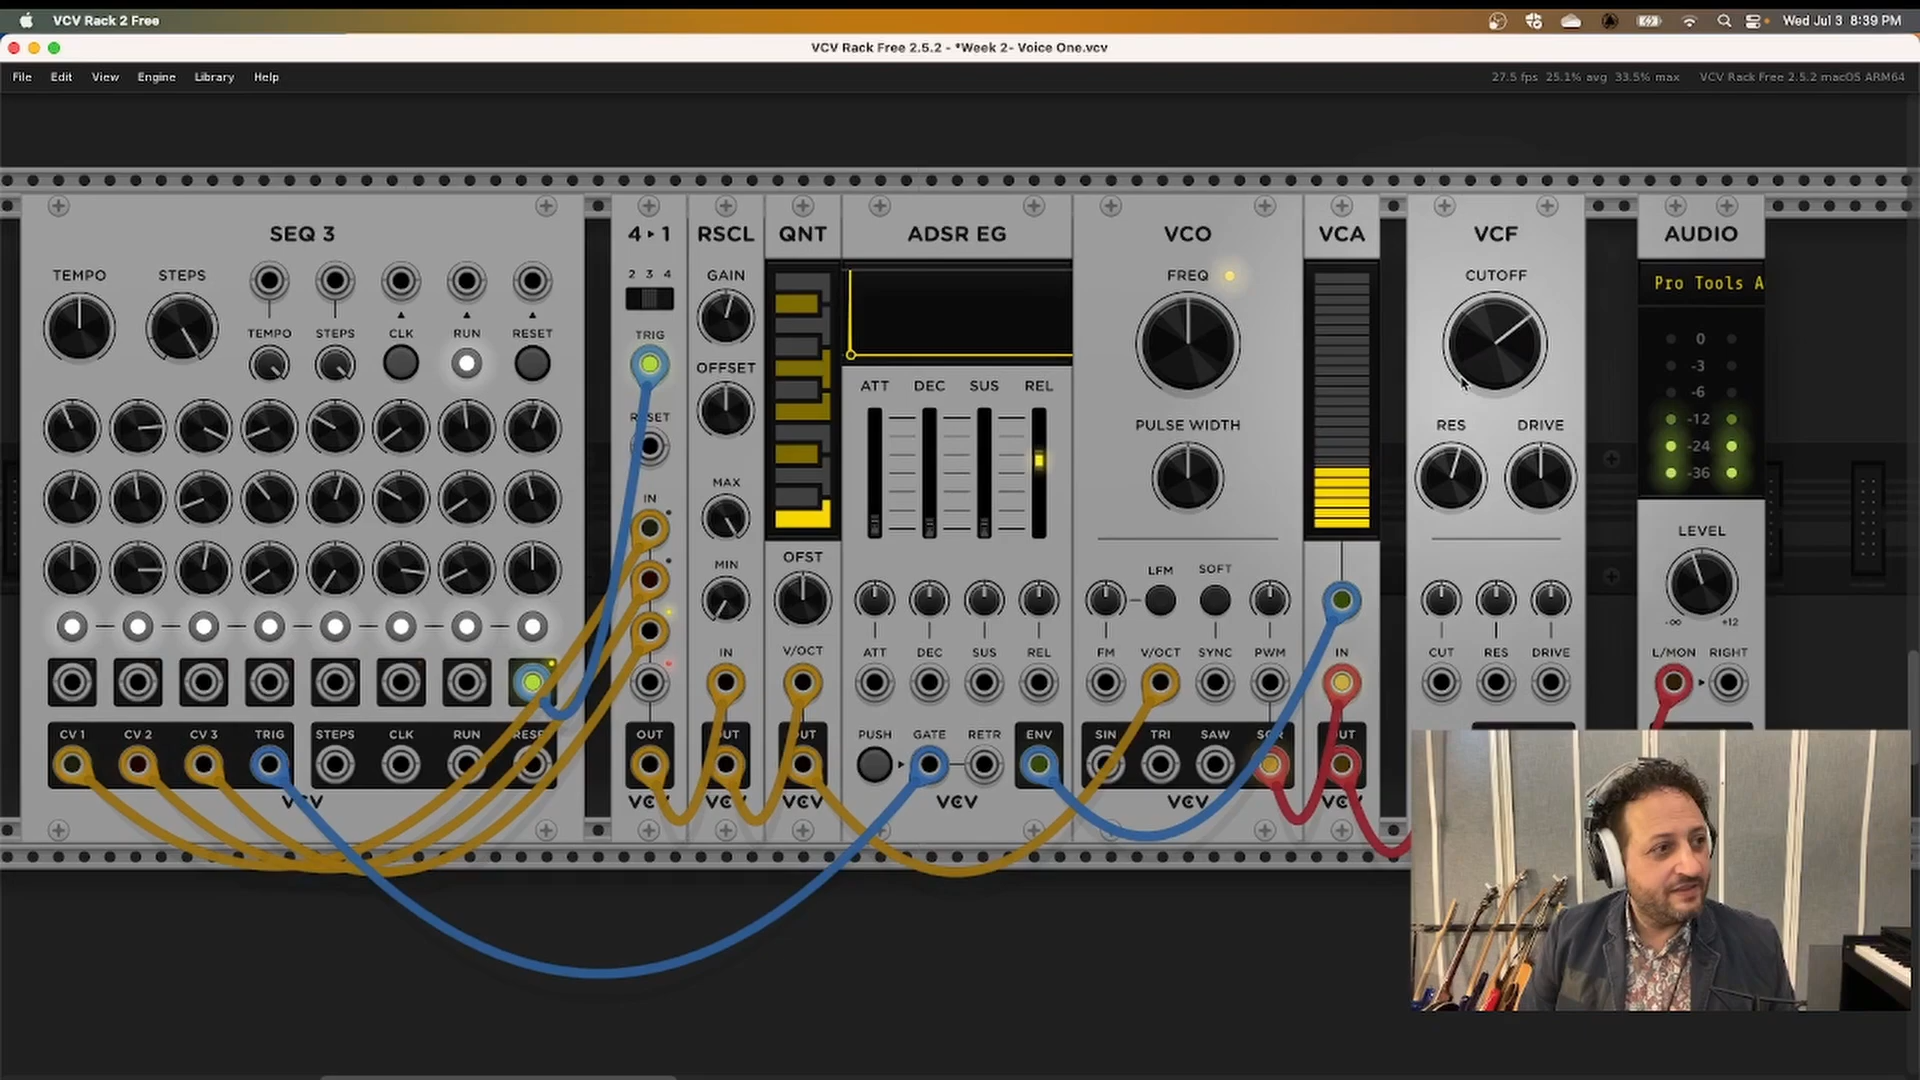 VCV Rack 2 Free
Wed Jul 3 8:39 PM
VCV Rack Free 2.5.2 - *Week 2- Voice One.vcv
File Edit View Engine Library Help
27.5 fps 25.1% avg 33.5% max VCV Rack Free 2.5.2 macOS ARM64
SEQ 3
TEMPO STEPS
TEMPO STEPS CLK RUN RESET
CV 1 CV 2 CV 3 TRIG STEPS CLK RUN
VCV
4 ▸ 1
2 3 4
TRIG
IN
OUT
RSCL
GAIN
OFFSET
MAX
MIN
IN
QNT
OFST
V/OCT
VCV
ADSR EG
ATT DEC SUS REL
ATT DEC SUS REL
PUSH GATE RETR ENV
VCV
VCO
FREQ
PULSE WIDTH
LFM SOFT
FM V/OCT SYNC PWM
SIN TRI SAW
VCV
VCA
IN
VCF
CUTOFF
RES DRIVE
CUT RES DRIVE
AUDIO
Pro Tools A
0
-3
-6
-12
-24
-36
LEVEL
-∞ +12
L/MON RIGHT